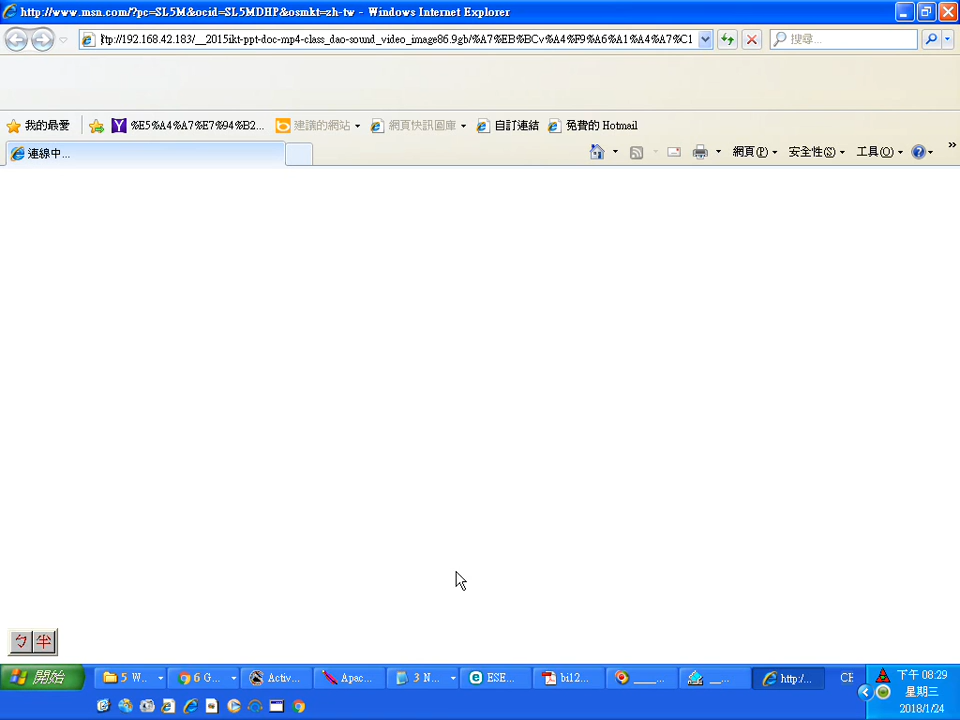 http://www.msn.com/?pc=SL5M&ocid=SL5MDHP&osmkt=zh-tw - Windows Internet Explorer
ttp://192.168.42.183/__2015ikt-ppt-doc-mp4-class_dao-sound_video_image86.9gb/%A7%EB%BCv%A4%F9%A6%A1%A4%A7%C1
搜尋...
我的最愛
%E5%A4%A7%E7%94%B2...
建議的網站
網頁快訊圖庫
自訂連結
免費的 Hotmail
連線中...
網頁(P)
安全性(S)
工具(O)
»
ㄅ 半
開始
5 W...
6 G...
Activ...
Apac...
3 N...
ESE...
bi12...
____...
__...
http:/...
CH
下午 08:29
星期三
2018/1/24